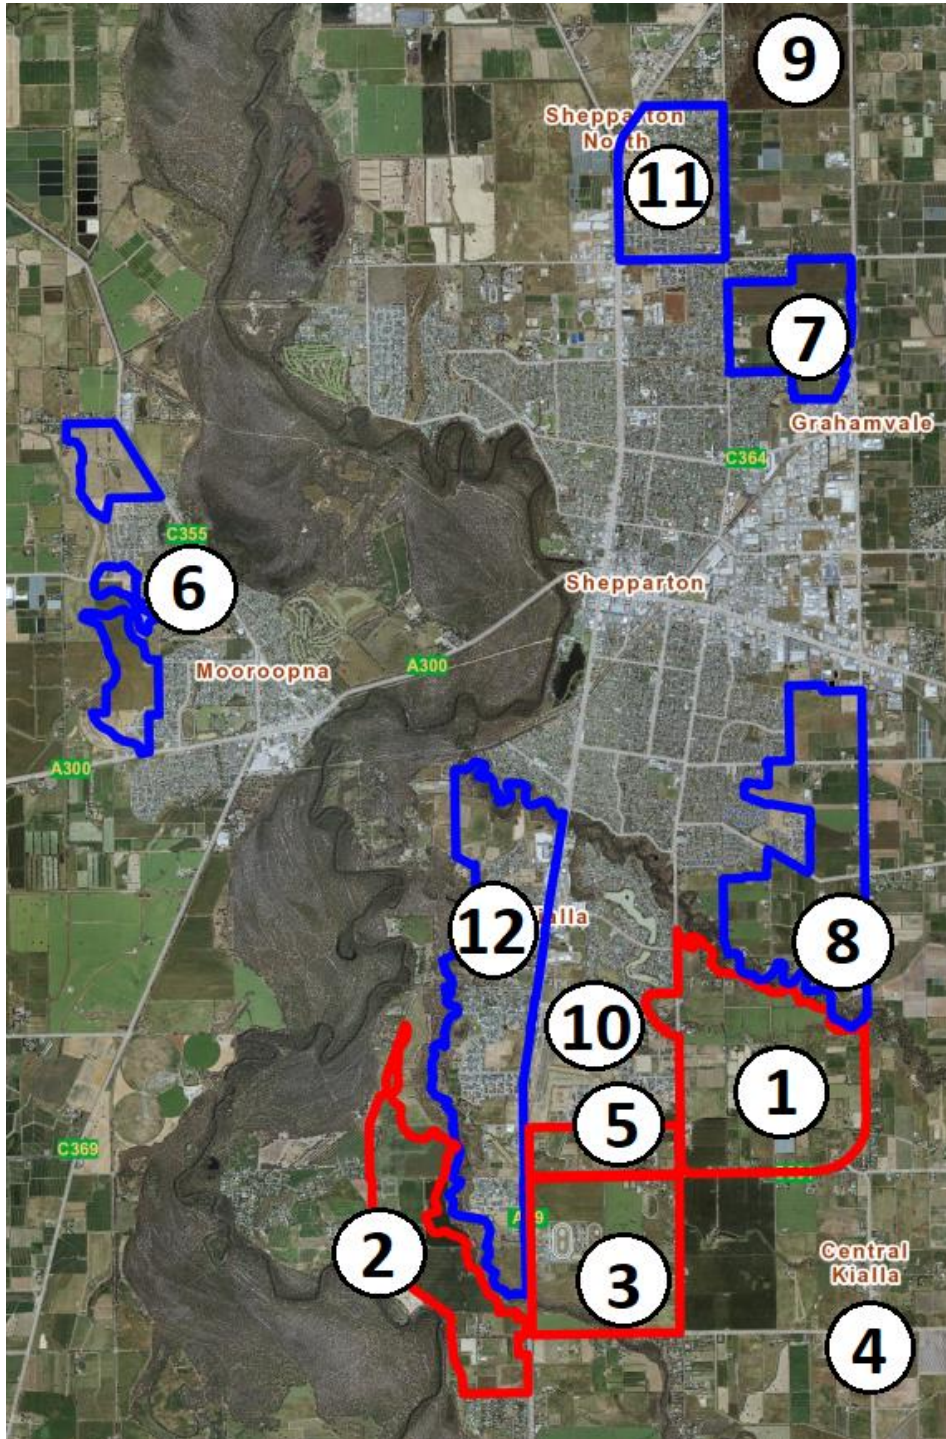 9
Shepparton
North
11
7
Grahamvale
C364
C355
6
Shepparton
Mooroopna
A300
A300
12
8
10
1
5
C369
2
3
Central
Kialla
4